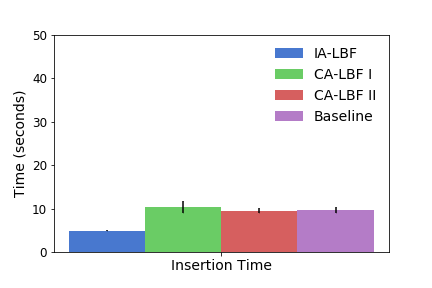 50
40
30
20
10
0
Time (seconds)
IA-LBF
CA-LBF I
CA-LBF II
Baseline
Insertion Time